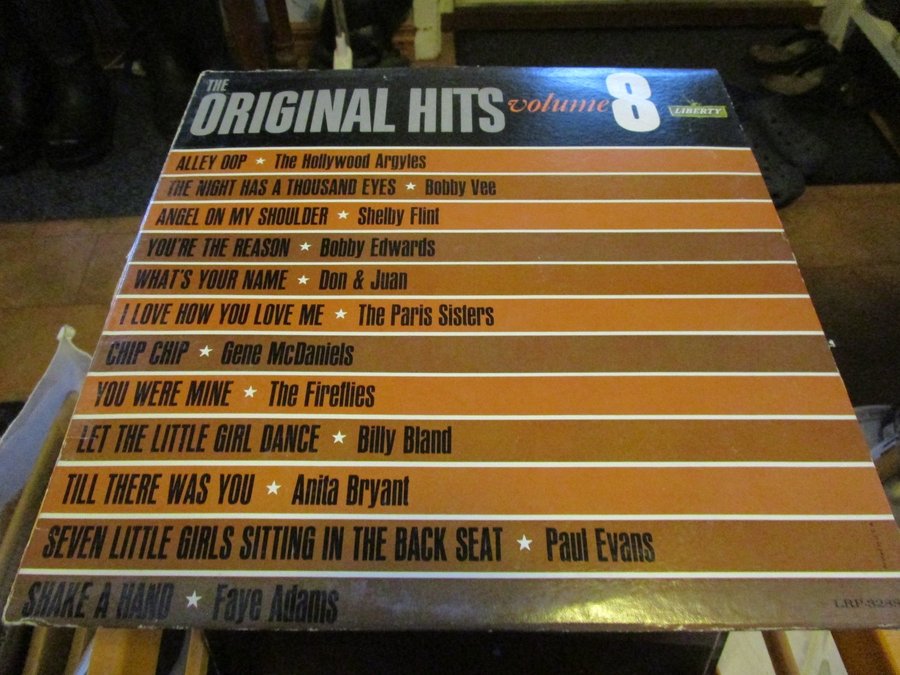 THE
ORIGINAL HITS volume 8 LIBERTY
ALLEY OOP ★ The Hollywood Argyles
THE NIGHT HAS A THOUSAND EYES ★ Bobby Vee
ANGEL ON MY SHOULDER ★ Shelby Flint
YOU'RE THE REASON ★ Bobby Edwards
WHAT'S YOUR NAME ★ Don & Juan
I LOVE HOW YOU LOVE ME ★ The Paris Sisters
CHIP CHIP ★ Gene McDaniels
YOU WERE MINE ★ The Fireflies
LET THE LITTLE GIRL DANCE ★ Billy Bland
TILL THERE WAS YOU ★ Anita Bryant
SEVEN LITTLE GIRLS SITTING IN THE BACK SEAT ★ Paul Evans
SHAKE A HAND ★ Faye Adams